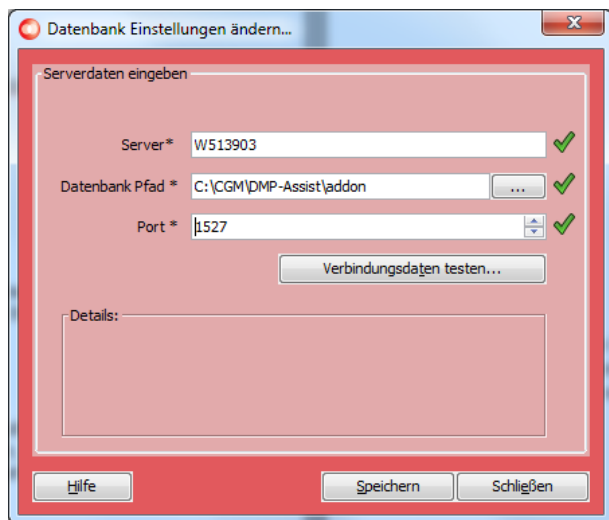 Datenbank Einstellungen ändern...
Serverdaten eingeben
Server* W513903
Datenbank Pfad * C:\CGM\DMP-Assist\addon ...
Port * 1527
Verbindungsdaten testen...
Details:
Hilfe Speichern Schließen